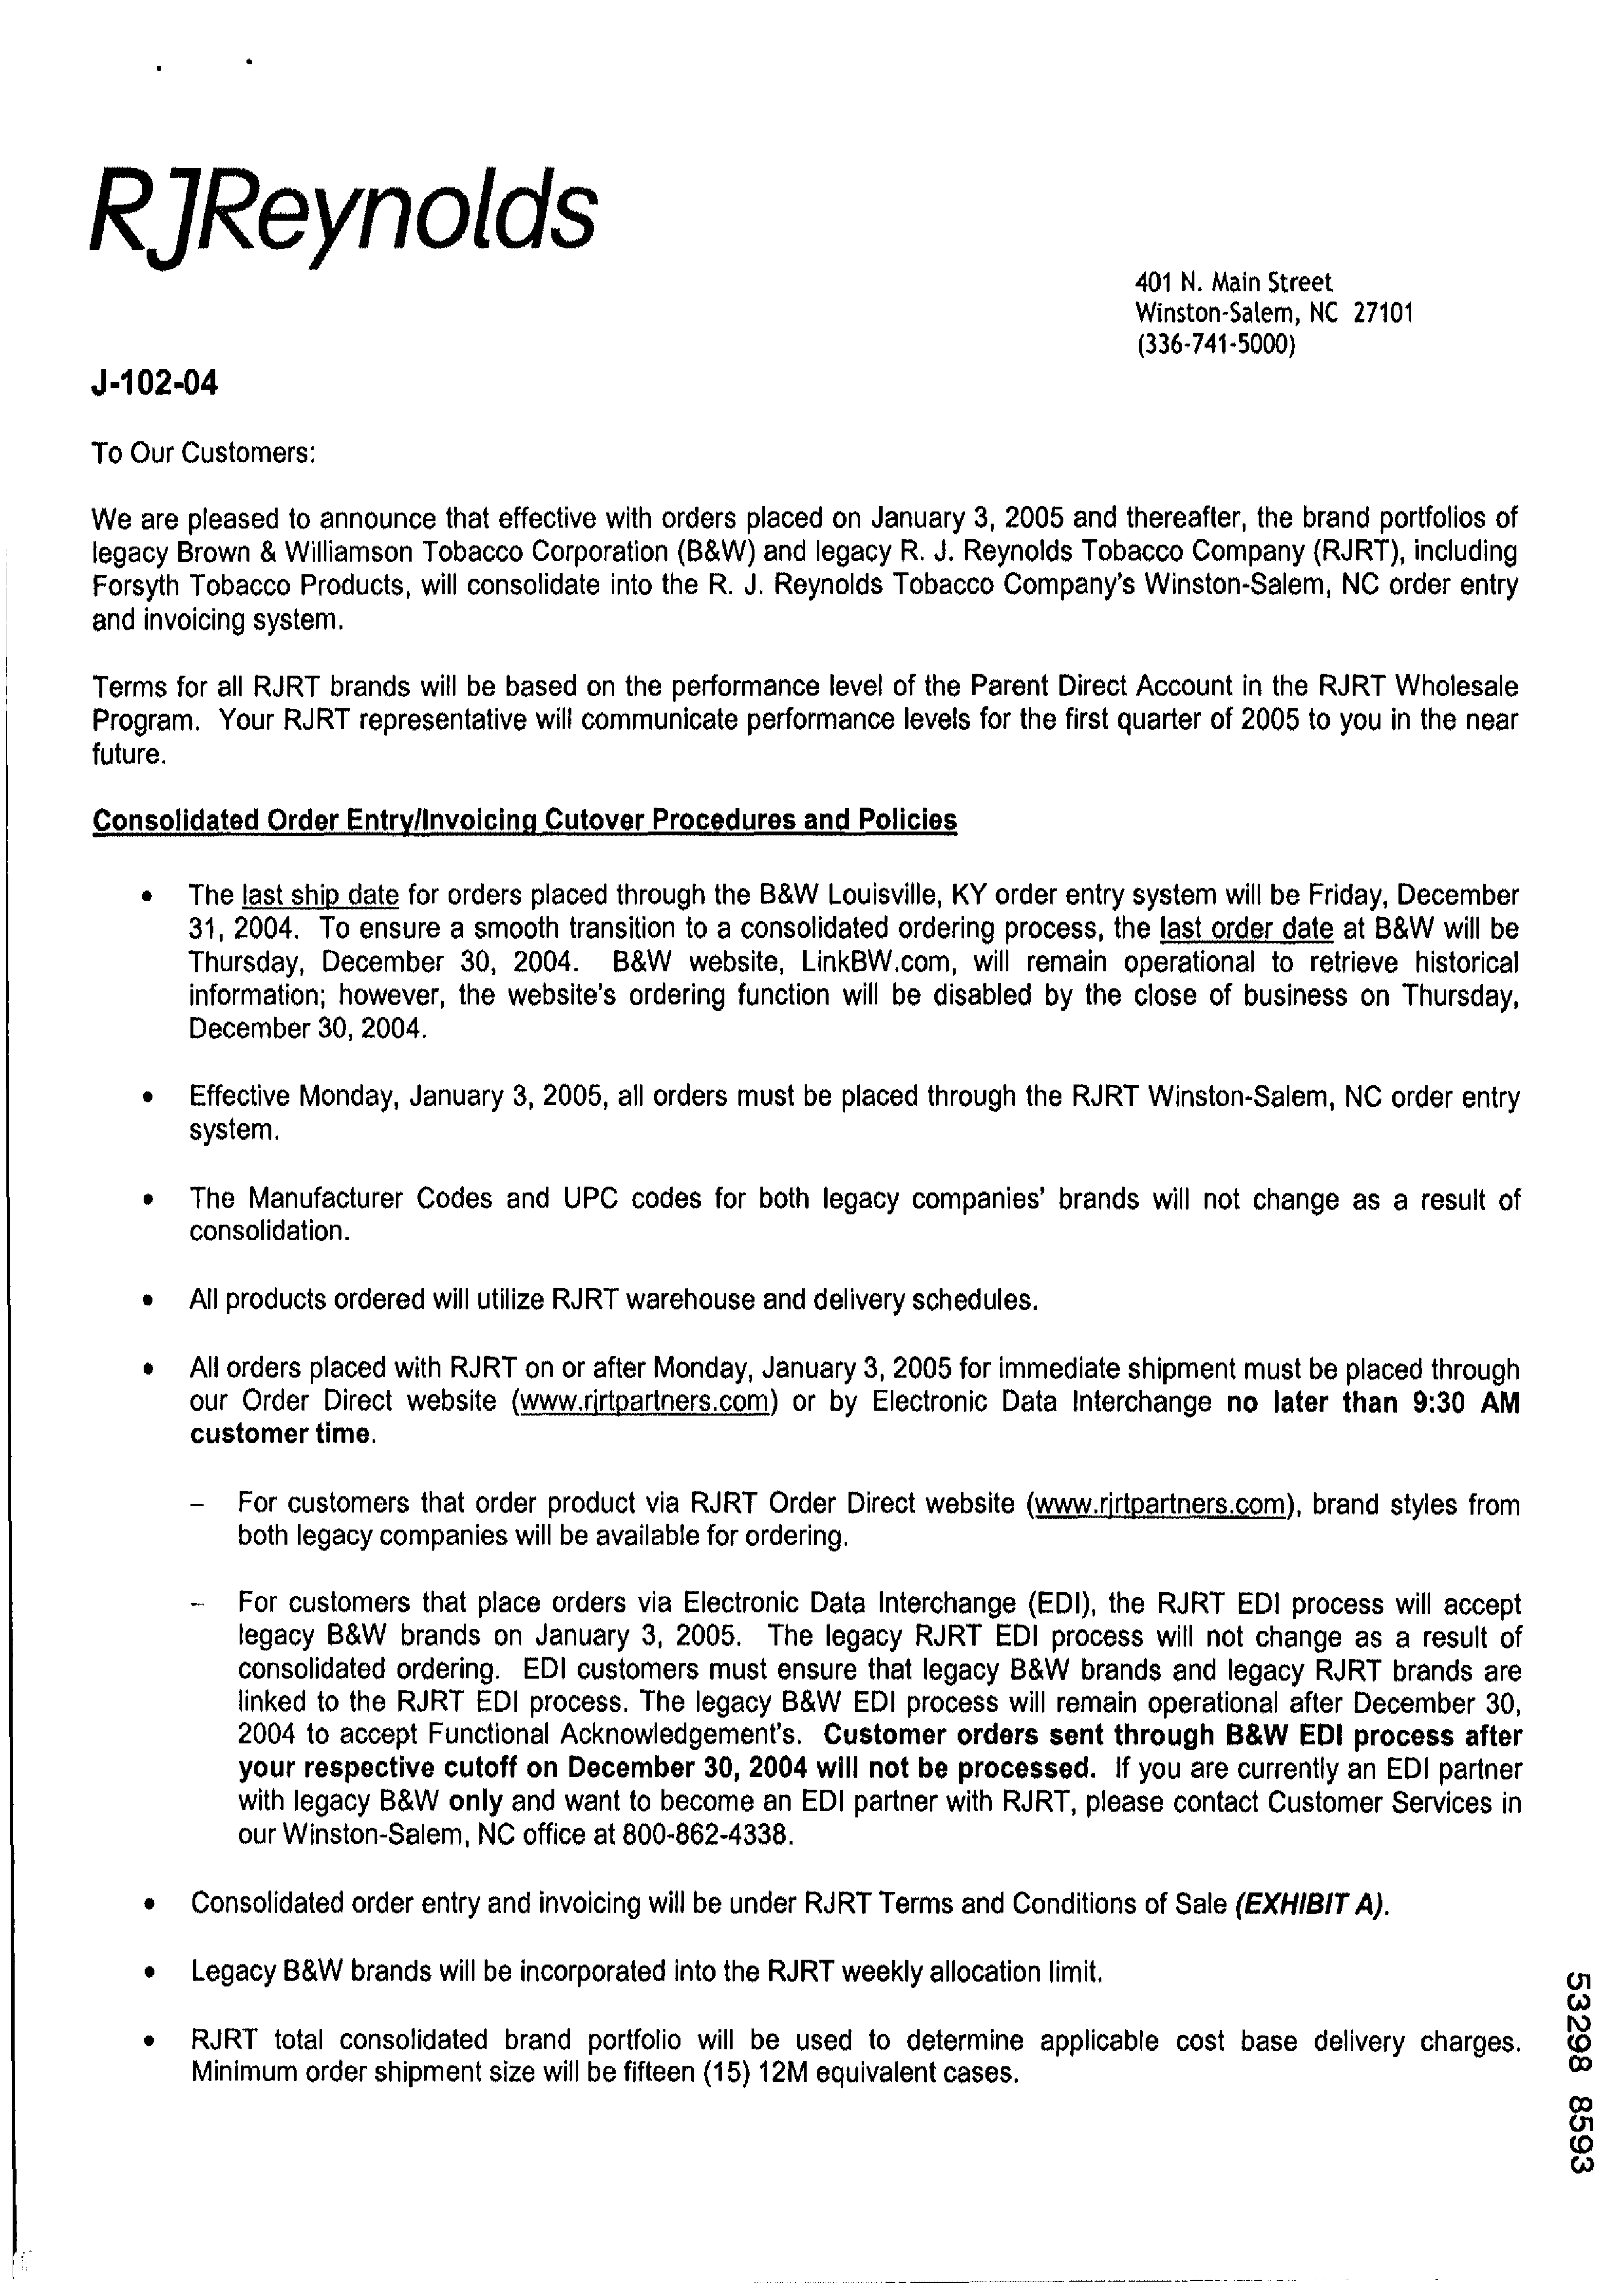 RJReynolds
401 N. Main Street
Winston-Salem, NC 27101
(336-741-5000)
J-102-04
To Our Customers:
We are pleased to announce that effective with orders placed on January 3, 2005 and thereafter, the brand portfolios of
legacy Brown & Williamson Tobacco Corporation (B&W) and legacy R. J. Reynolds Tobacco Company (RJRT), including
Forsyth Tobacco Products, will consolidate into the R. J. Reynolds Tobacco Company's Winston-Salem, NC order entry
and invoicing system.
Terms for all RJRT brands will be based on the performance level of the Parent Direct Account in the RJRT Wholesale
Program. Your RJRT representative will communicate performance levels for the first quarter of 2005 to you in the near
future.
Consolidated Order Entry/Invoicing Cutover Procedures and Policies
• The last ship date for orders placed through the B&W Louisville, KY order entry system will be Friday, December
31, 2004. To ensure a smooth transition to a consolidated ordering process, the last order date at B&W will be
Thursday, December 30, 2004. B&W website, LinkBW.com, will remain operational to retrieve historical
information; however, the website's ordering function will be disabled by the close of business on Thursday,
December 30, 2004.
• Effective Monday, January 3, 2005, all orders must be placed through the RJRT Winston-Salem, NC order entry
system.
• The Manufacturer Codes and UPC codes for both legacy companies' brands will not change as a result of
consolidation.
• All products ordered will utilize RJRT warehouse and delivery schedules.
• All orders placed with RJRT on or after Monday, January 3, 2005 for immediate shipment must be placed through
our Order Direct website (www.rjrtpartners.com) or by Electronic Data Interchange no later than 9:30 AM
customer time.
– For customers that order product via RJRT Order Direct website (www.rjrtpartners.com), brand styles from
both legacy companies will be available for ordering.
– For customers that place orders via Electronic Data Interchange (EDI), the RJRT EDI process will accept
legacy B&W brands on January 3, 2005. The legacy RJRT EDI process will not change as a result of
consolidated ordering. EDI customers must ensure that legacy B&W brands and legacy RJRT brands are
linked to the RJRT EDI process. The legacy B&W EDI process will remain operational after December 30,
2004 to accept Functional Acknowledgement's. Customer orders sent through B&W EDI process after
your respective cutoff on December 30, 2004 will not be processed. If you are currently an EDI partner
with legacy B&W only and want to become an EDI partner with RJRT, please contact Customer Services in
our Winston-Salem, NC office at 800-862-4338.
• Consolidated order entry and invoicing will be under RJRT Terms and Conditions of Sale (EXHIBIT A).
• Legacy B&W brands will be incorporated into the RJRT weekly allocation limit.
• RJRT total consolidated brand portfolio will be used to determine applicable cost base delivery charges.
Minimum order shipment size will be fifteen (15) 12M equivalent cases.
53298 8593